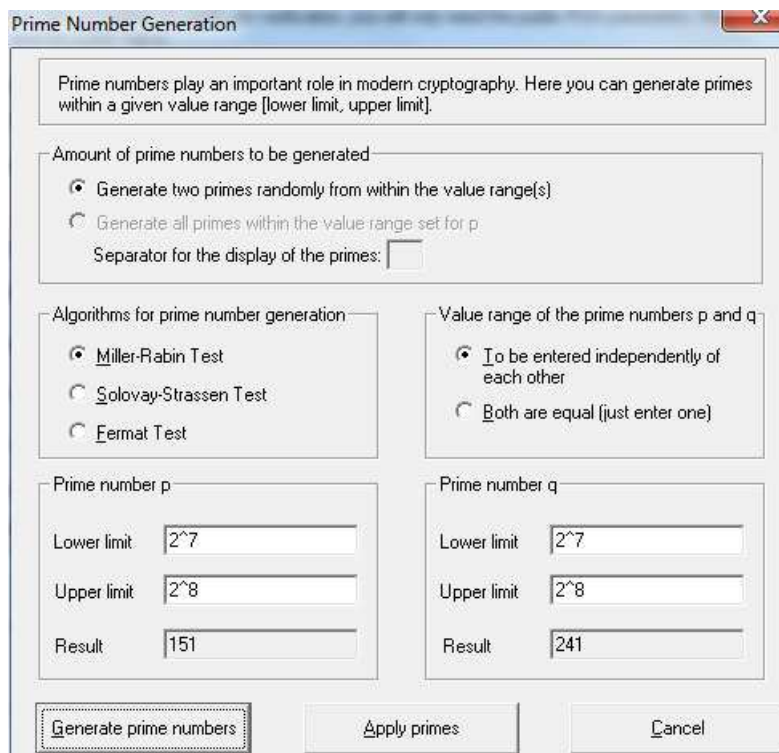 Prime Number Generation
Prime numbers play an important role in modern cryptography. Here you can generate primes
within a given value range [lower limit, upper limit].
Amount of prime numbers to be generated
Generate two primes randomly from within the value range(s)
Generate all primes within the value range set for p
Separator for the display of the primes:
Algorithms for prime number generation
Miller-Rabin Test
Solovay-Strassen Test
Fermat Test
Value range of the prime numbers p and q
To be entered independently of
each other
Both are equal (just enter one)
Prime number p
Lower limit 2^7
Upper limit 2^8
Result 151
Prime number q
Lower limit 2^7
Upper limit 2^8
Result 241
Generate prime numbers Apply primes Cancel